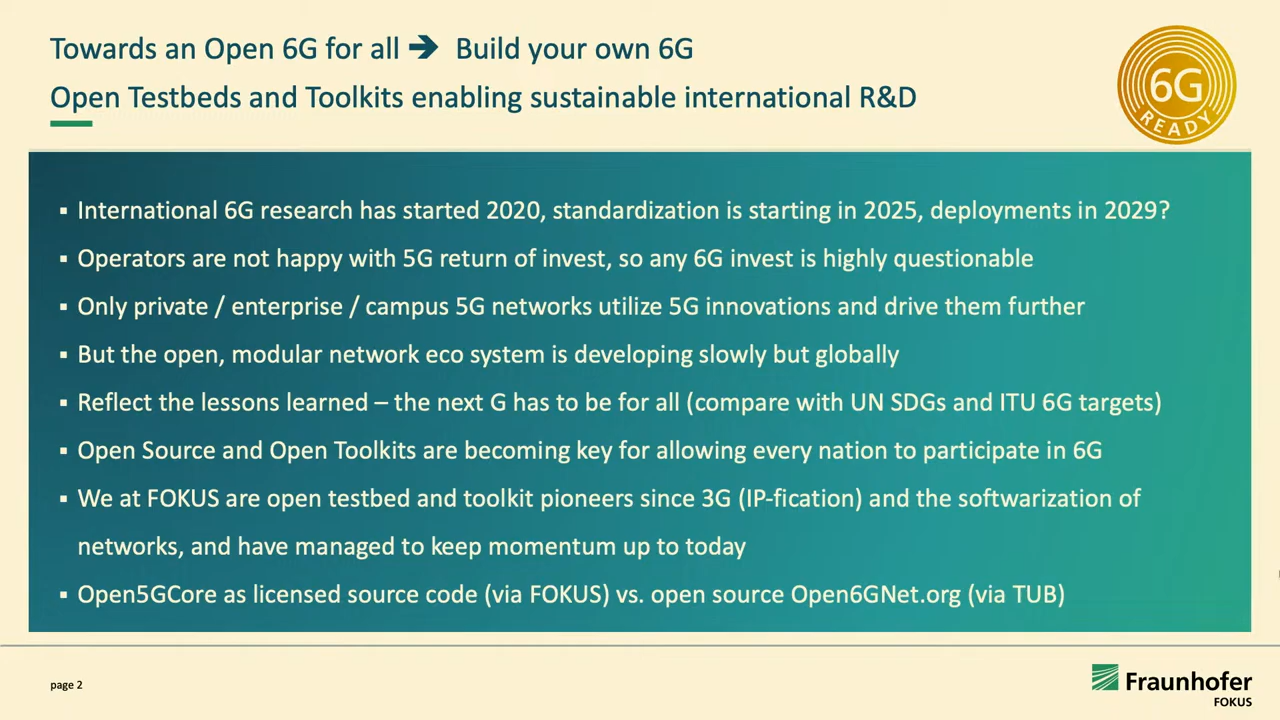 Towards an Open 6G for all ➔ Build your own 6G
Open Testbeds and Toolkits enabling sustainable international R&D
6G
READY
▪ International 6G research has started 2020, standardization is starting in 2025, deployments in 2029?
▪ Operators are not happy with 5G return of invest, so any 6G invest is highly questionable
▪ Only private / enterprise / campus 5G networks utilize 5G innovations and drive them further
▪ But the open, modular network eco system is developing slowly but globally
▪ Reflect the lessons learned – the next G has to be for all (compare with UN SDGs and ITU 6G targets)
▪ Open Source and Open Toolkits are becoming key for allowing every nation to participate in 6G
▪ We at FOKUS are open testbed and toolkit pioneers since 3G (IP-fication) and the softwarization of
networks, and have managed to keep momentum up to today
▪ Open5GCore as licensed source code (via FOKUS) vs. open source Open6GNet.org (via TUB)
page 2
Fraunhofer
FOKUS